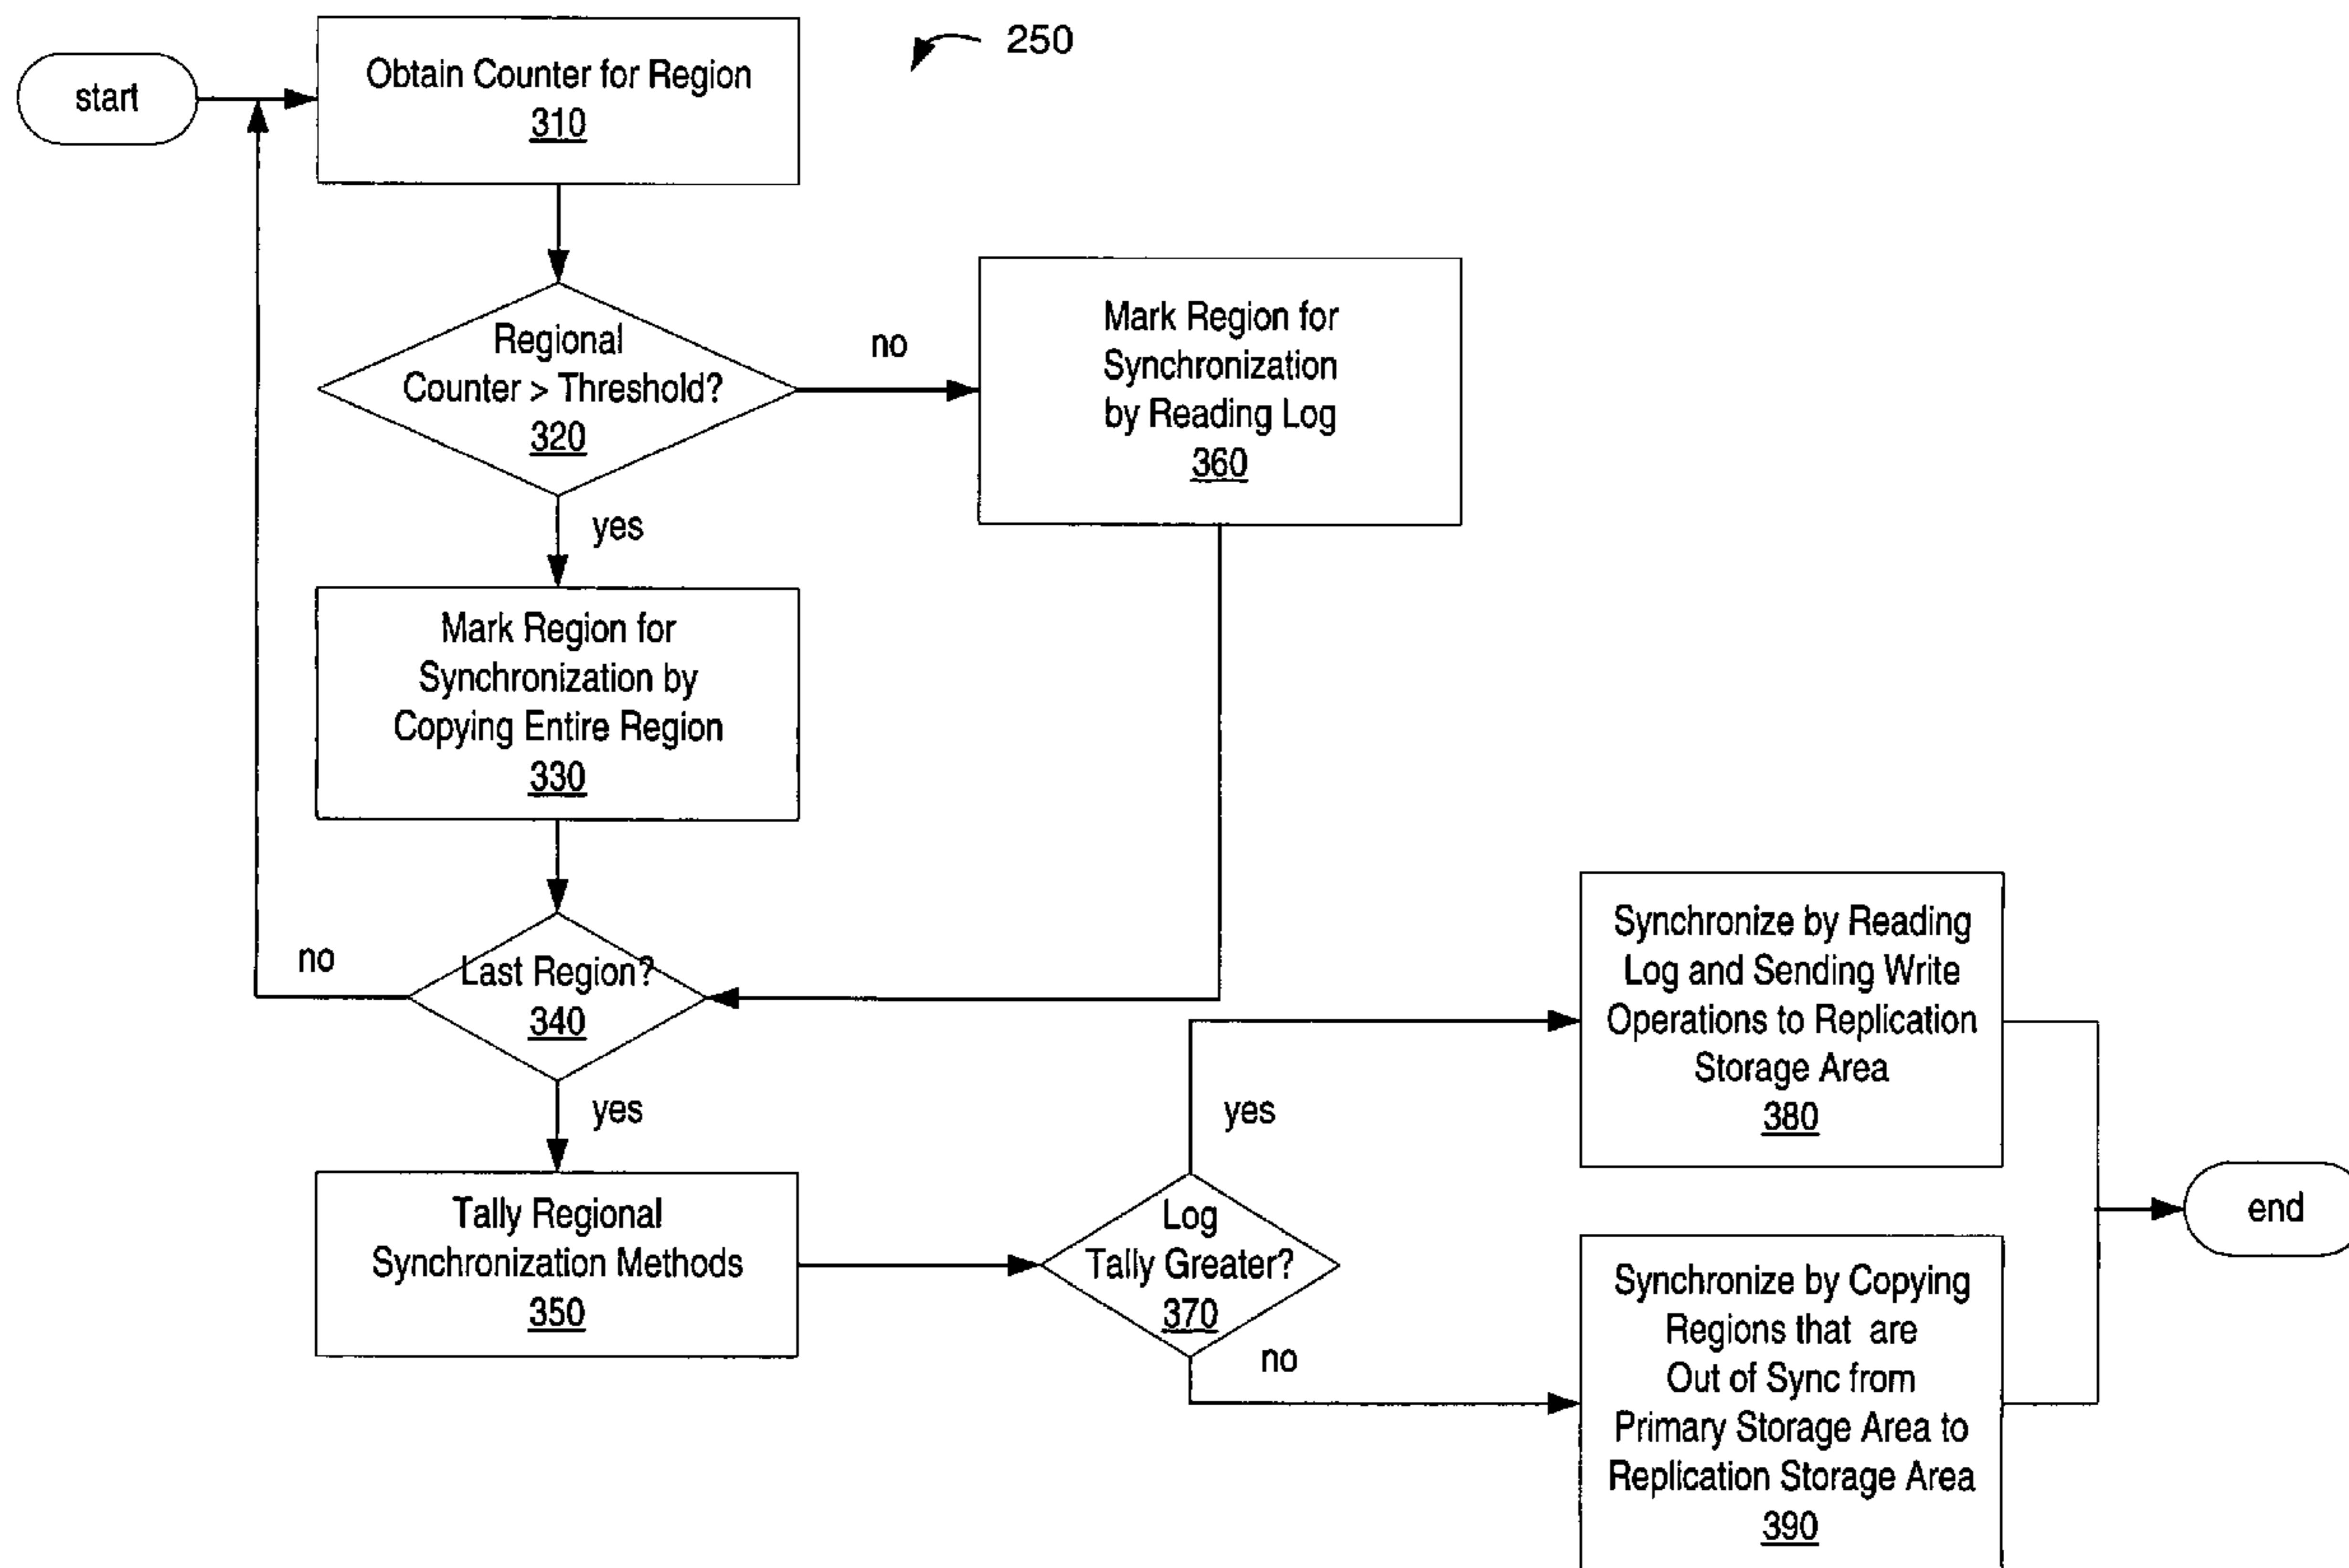 250
start
Obtain Counter for Region
310
Regional
Counter > Threshold?
320
no
yes
Mark Region for
Synchronization
by Reading Log
360
Mark Region for
Synchronization by
Copying Entire Region
330
Last Region?
340
no
yes
Tally Regional
Synchronization Methods
350
Log
Tally Greater?
370
yes
no
Synchronize by Reading
Log and Sending Write
Operations to Replication
Storage Area
380
Synchronize by Copying
Regions that are
Out of Sync from
Primary Storage Area to
Replication Storage Area
390
end